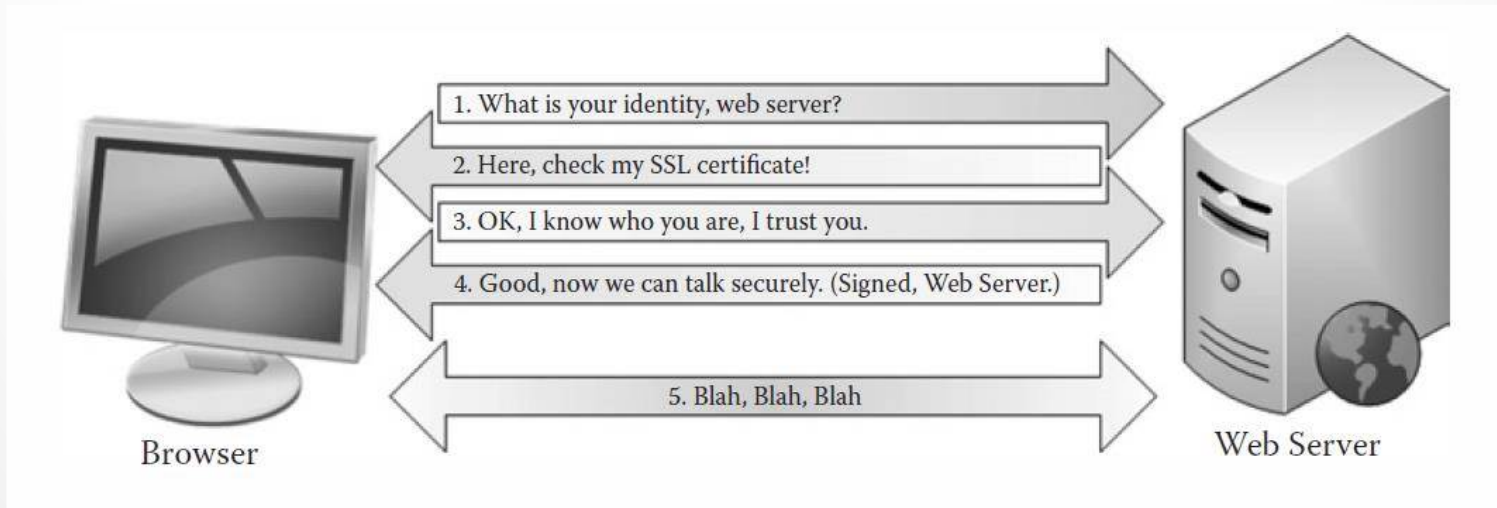 1. What is your identity, web server?
2. Here, check my SSL certificate!
3. OK, I know who you are, I trust you.
4. Good, now we can talk securely. (Signed, Web Server.)
5. Blah, Blah, Blah
Browser
Web Server